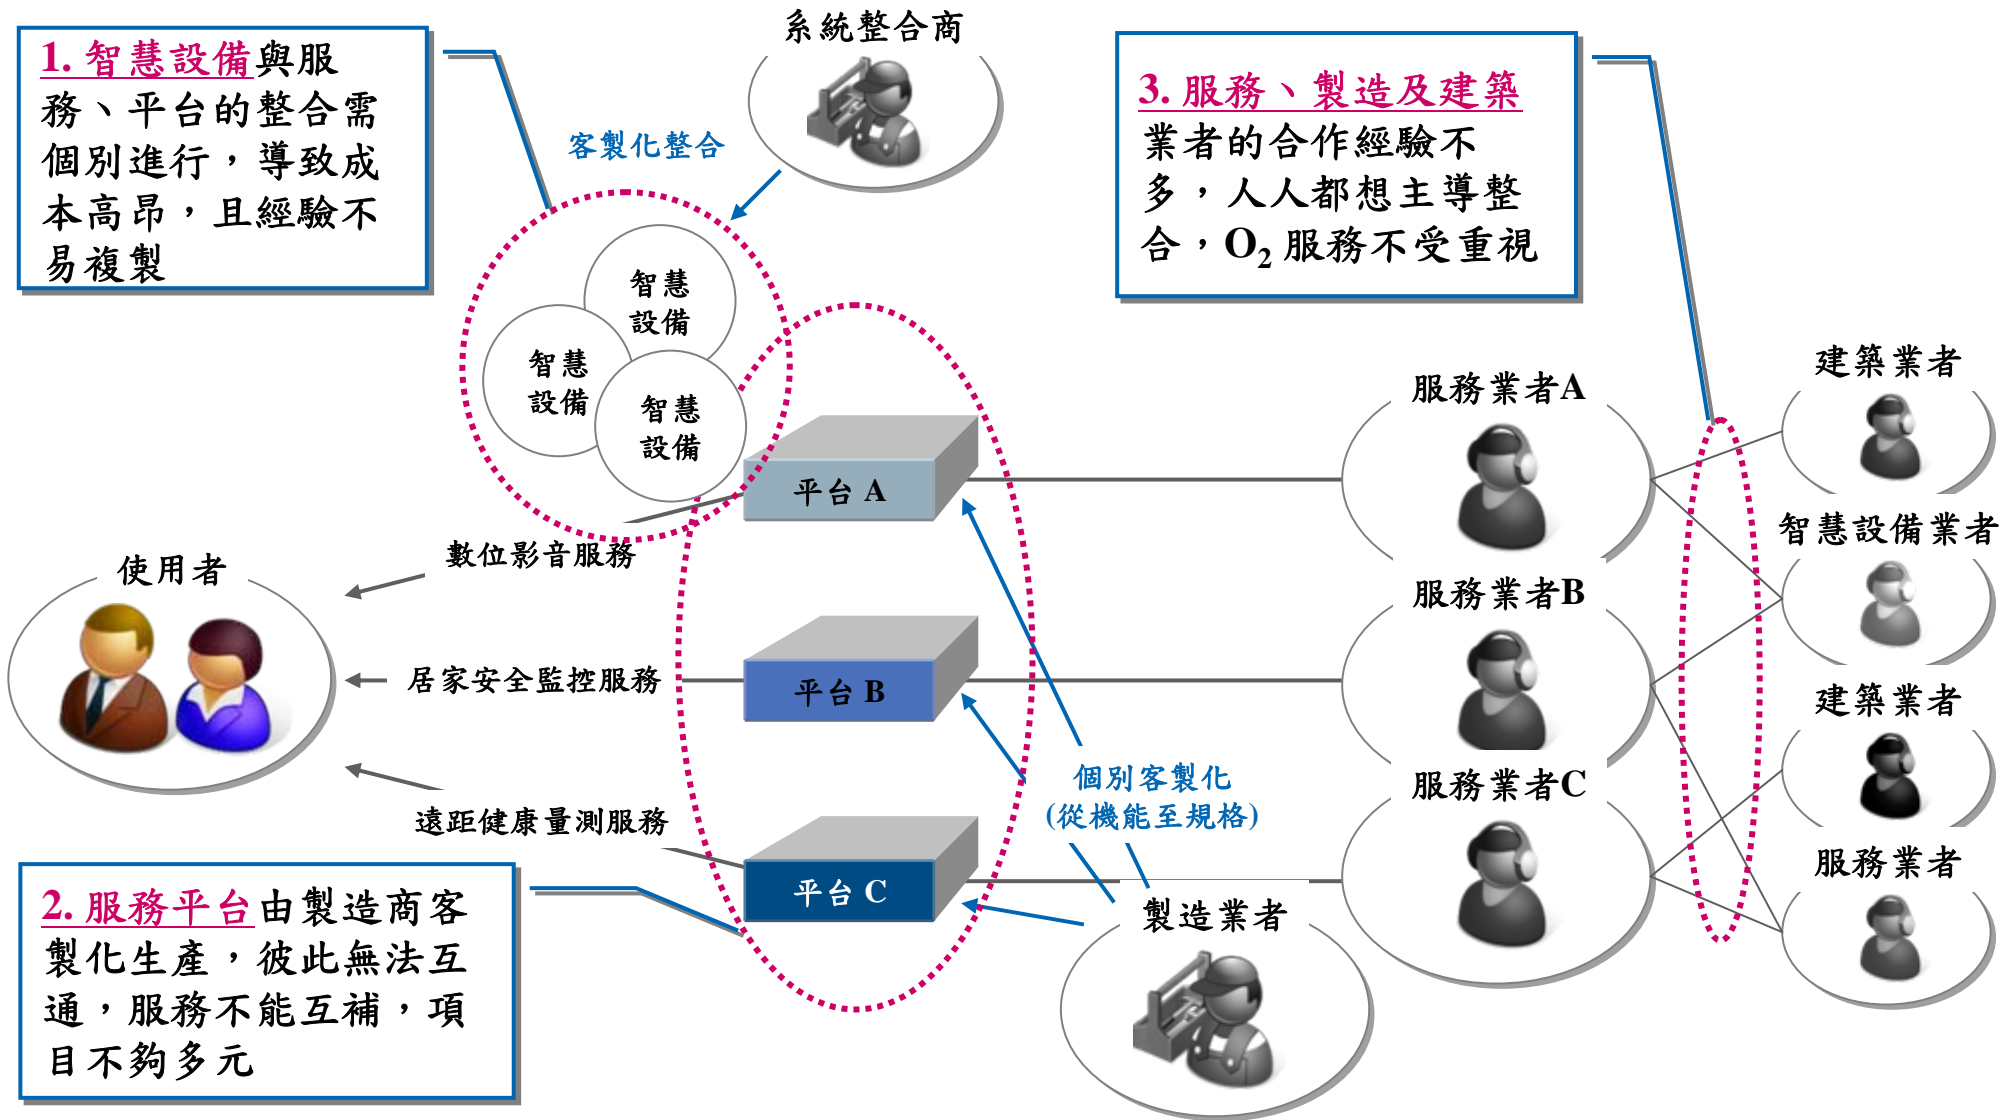 系統整合商
1. 智慧設備與服
務、平台的整合需
個別進行，導致成
本高昂，且經驗不
易複製
客製化整合
3. 服務、製造及建築
業者的合作經驗不
多，人人都想主導整
合，O₂ 服務不受重視
智慧
設備
智慧
設備
智慧
設備
建築業者
服務業者A
平台 A
智慧設備業者
數位影音服務
使用者
服務業者B
居家安全監控服務
平台 B
建築業者
個別客製化
(從機能至規格)
服務業者C
遠距健康量測服務
服務業者
平台 C
製造業者
2. 服務平台由製造商客
製化生產，彼此無法互
通，服務不能互補，項
目不夠多元